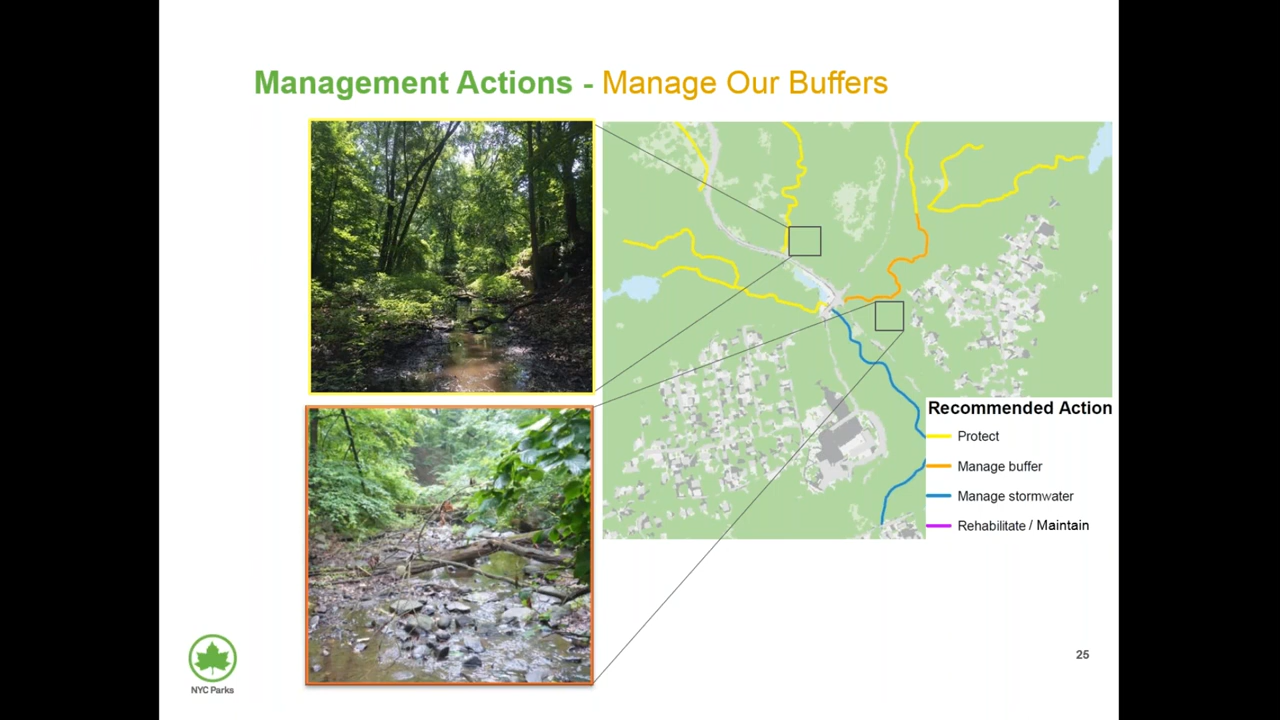 Management Actions - Manage Our Buffers
Recommended Action
Protect
Manage buffer
Manage stormwater
Rehabilitate / Maintain
25
NYC Parks